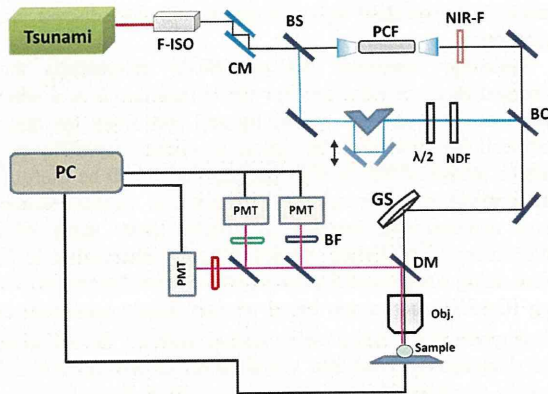 Tsunami
F-ISO
CM
BS
PCF
NIR-F
BC
λ/2
NDF
PC
PMT
PMT
PMT
BF
GS
DM
Obj.
Sample